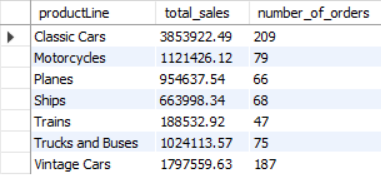 productLine total_sales number_of_orders
Classic Cars 3853922.49 209
Motorcycles 1121426.12 79
Planes 954637.54 66
Ships 663998.34 68
Trains 188532.92 47
Trucks and Buses 1024113.57 75
Vintage Cars 1797559.63 187